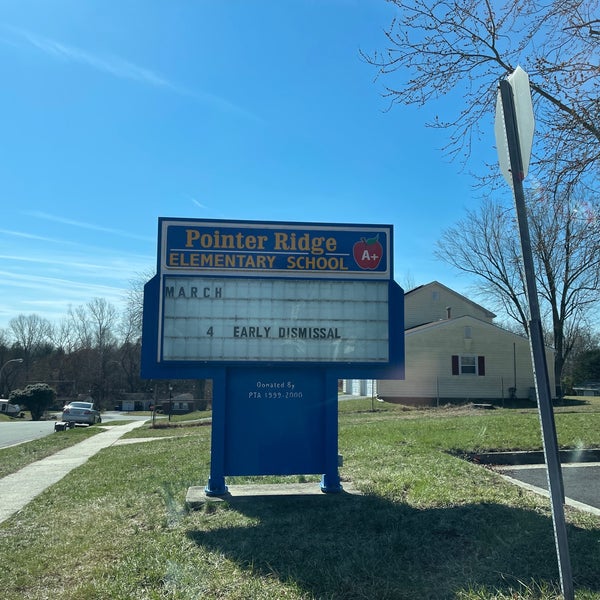 Pointer Ridge
ELEMENTARY SCHOOL
A+
MARCH
4 EARLY DISMISSAL
Donated By
PTA 1999-2000